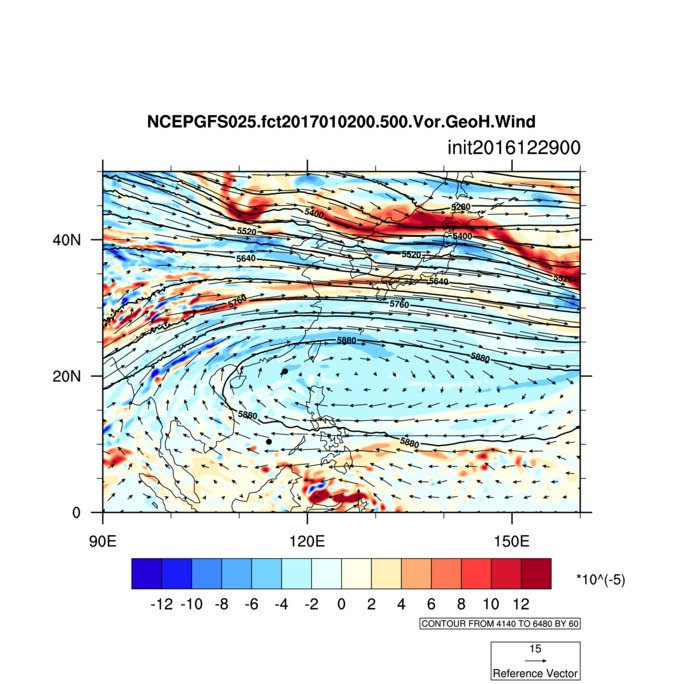 NCEPGFS025.fct2017010200.500.Vor.GeoH.Wind
init2016122900
5280
5400
5520
5400
40N
5520
5640
5640
5520
5760
5760
5880
5880
20N
5880
5880
0
90E 120E 150E
-12 -10 -8 -6 -4 -2 0 2 4 6 8 10 12
*10^(-5)
CONTOUR FROM 4140 TO 6480 BY 60
15
Reference Vector